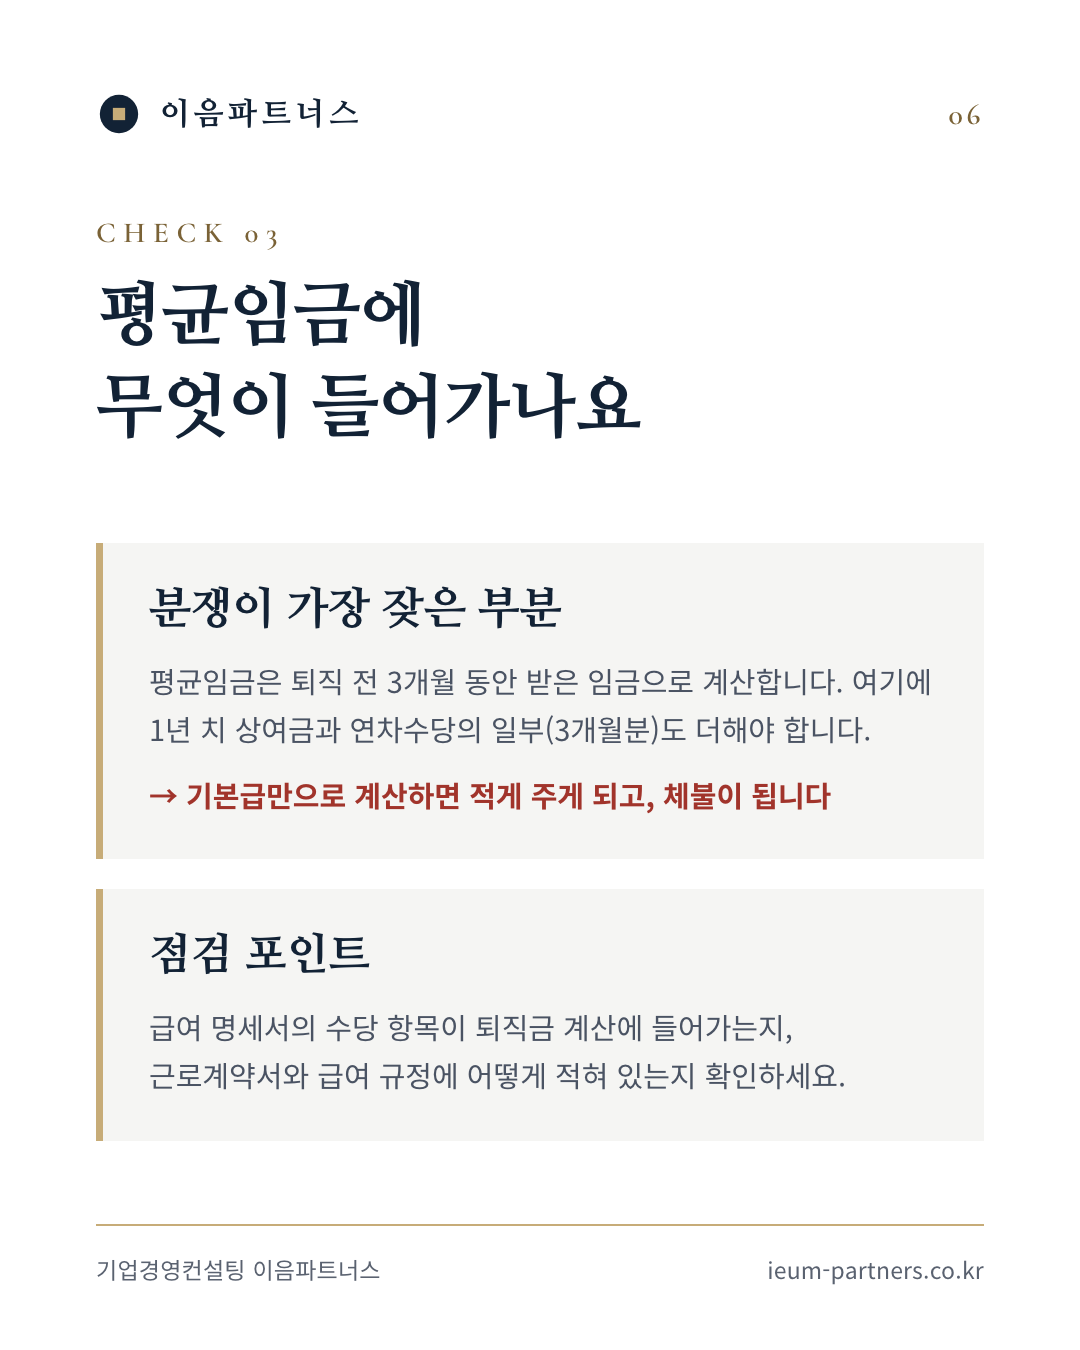 이음파트너스
06
CHECK 03
평균임금에
무엇이 들어가나요
분쟁이 가장 잦은 부분
평균임금은 퇴직 전 3개월 동안 받은 임금으로 계산합니다. 여기에
1년 치 상여금과 연차수당의 일부(3개월분)도 더해야 합니다.
→ 기본급만으로 계산하면 적게 주게 되고, 체불이 됩니다
점검 포인트
급여 명세서의 수당 항목이 퇴직금 계산에 들어가는지,
근로계약서와 급여 규정에 어떻게 적혀 있는지 확인하세요.
기업경영컨설팅 이음파트너스
ieum-partners.co.kr